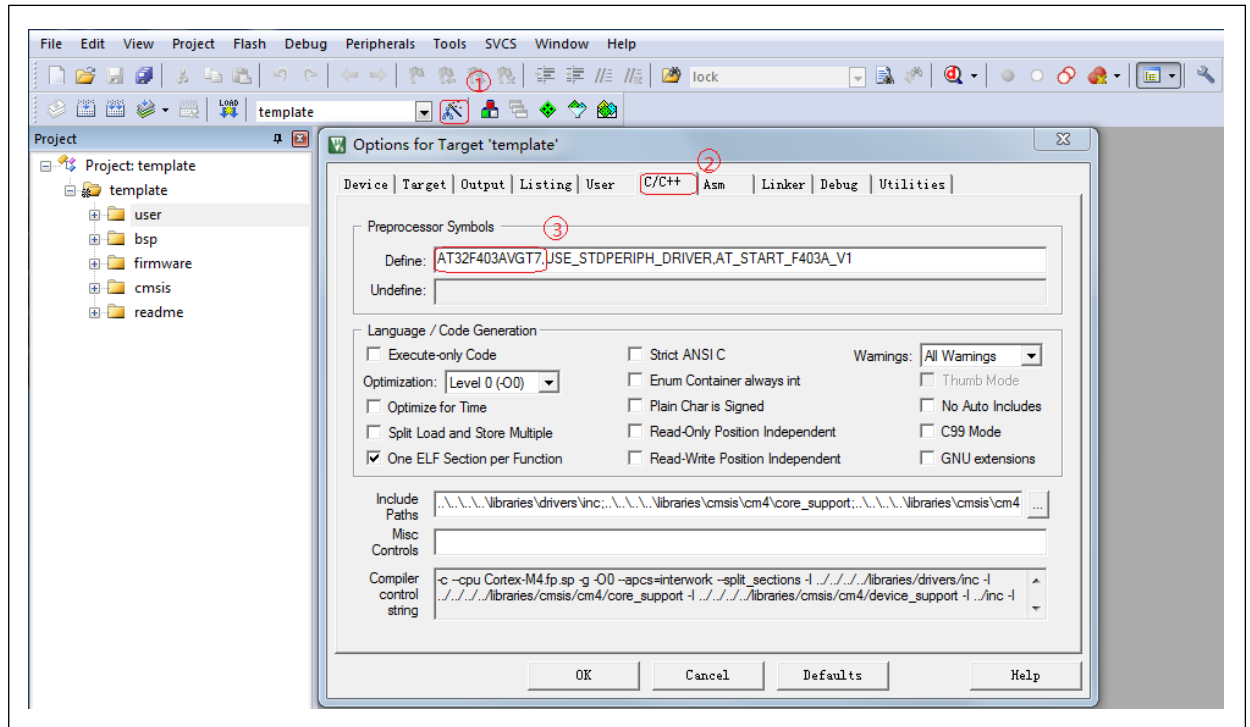 File Edit View Project Flash Debug Peripherals Tools SVCS Window Help
① lock
LOAD template
Project
Options for Target 'template'
Project: template
template
user
bsp
firmware
cmsis
readme
②
Device Target Output Listing User C/C++ Asm Linker Debug Utilities
Preprocessor Symbols ③
Define: AT32F403AVGT7,USE_STDPERIPH_DRIVER,AT_START_F403A_V1
Undefine:
Language / Code Generation
Execute-only Code Strict ANSI C Warnings: All Warnings
Optimization: Level 0 (-O0) Enum Container always int Thumb Mode
Optimize for Time Plain Char is Signed No Auto Includes
Split Load and Store Multiple Read-Only Position Independent C99 Mode
One ELF Section per Function Read-Write Position Independent GNU extensions
Include Paths ..\..\..\..\libraries\drivers\inc;..\..\..\..\libraries\cmsis\cm4\core_support;..\..\..\..\libraries\cmsis\cm4 ...
Misc Controls
Compiler control string -c --cpu Cortex-M4.fp.sp -g -O0 --apcs=interwork --split_sections -I ../../../../libraries/drivers/inc -I
../../../../libraries/cmsis/cm4/core_support -I ../../../../libraries/cmsis/cm4/device_support -I ../inc -I
OK Cancel Defaults Help